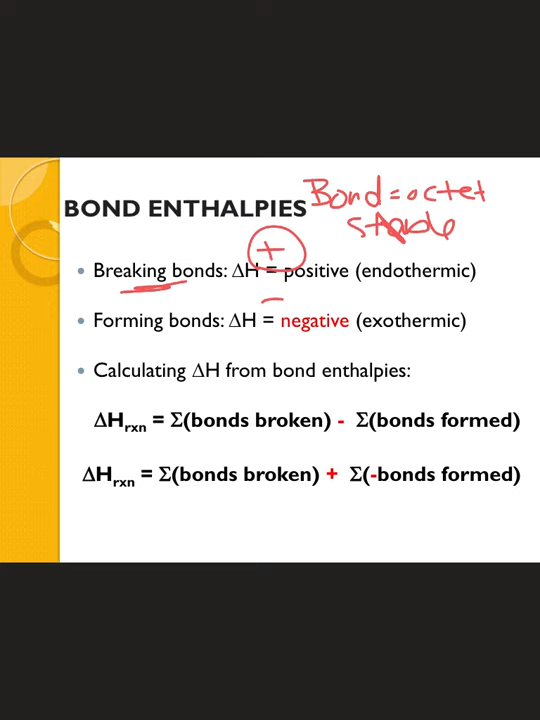 Bond = octet
stable
BOND ENTHALPIES
+
• Breaking bonds: ΔH = positive (endothermic)
• Forming bonds: ΔH = negative (exothermic)
• Calculating ΔH from bond enthalpies:
ΔHrxn = Σ(bonds broken) - Σ(bonds formed)
ΔHrxn = Σ(bonds broken) + Σ(-bonds formed)